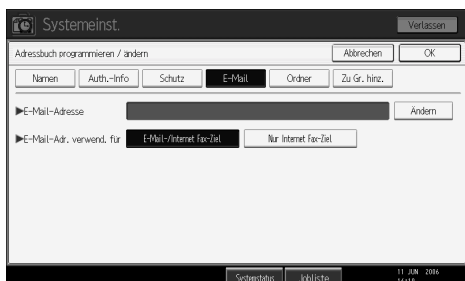 Systemeinst.
Verlassen
Adressbuch programmieren / ändern
Abbrechen
OK
Namen
Auth.-Info
Schutz
E-Mail
Ordner
Zu Gr. hinz.
▶E-Mail-Adresse
Ändern
▶E-Mail-Adr. verwend. für
E-Mail-/Internet Fax-Ziel
Nur Internet Fax-Ziel
Systemstatus
Jobliste
11 JUN 2006